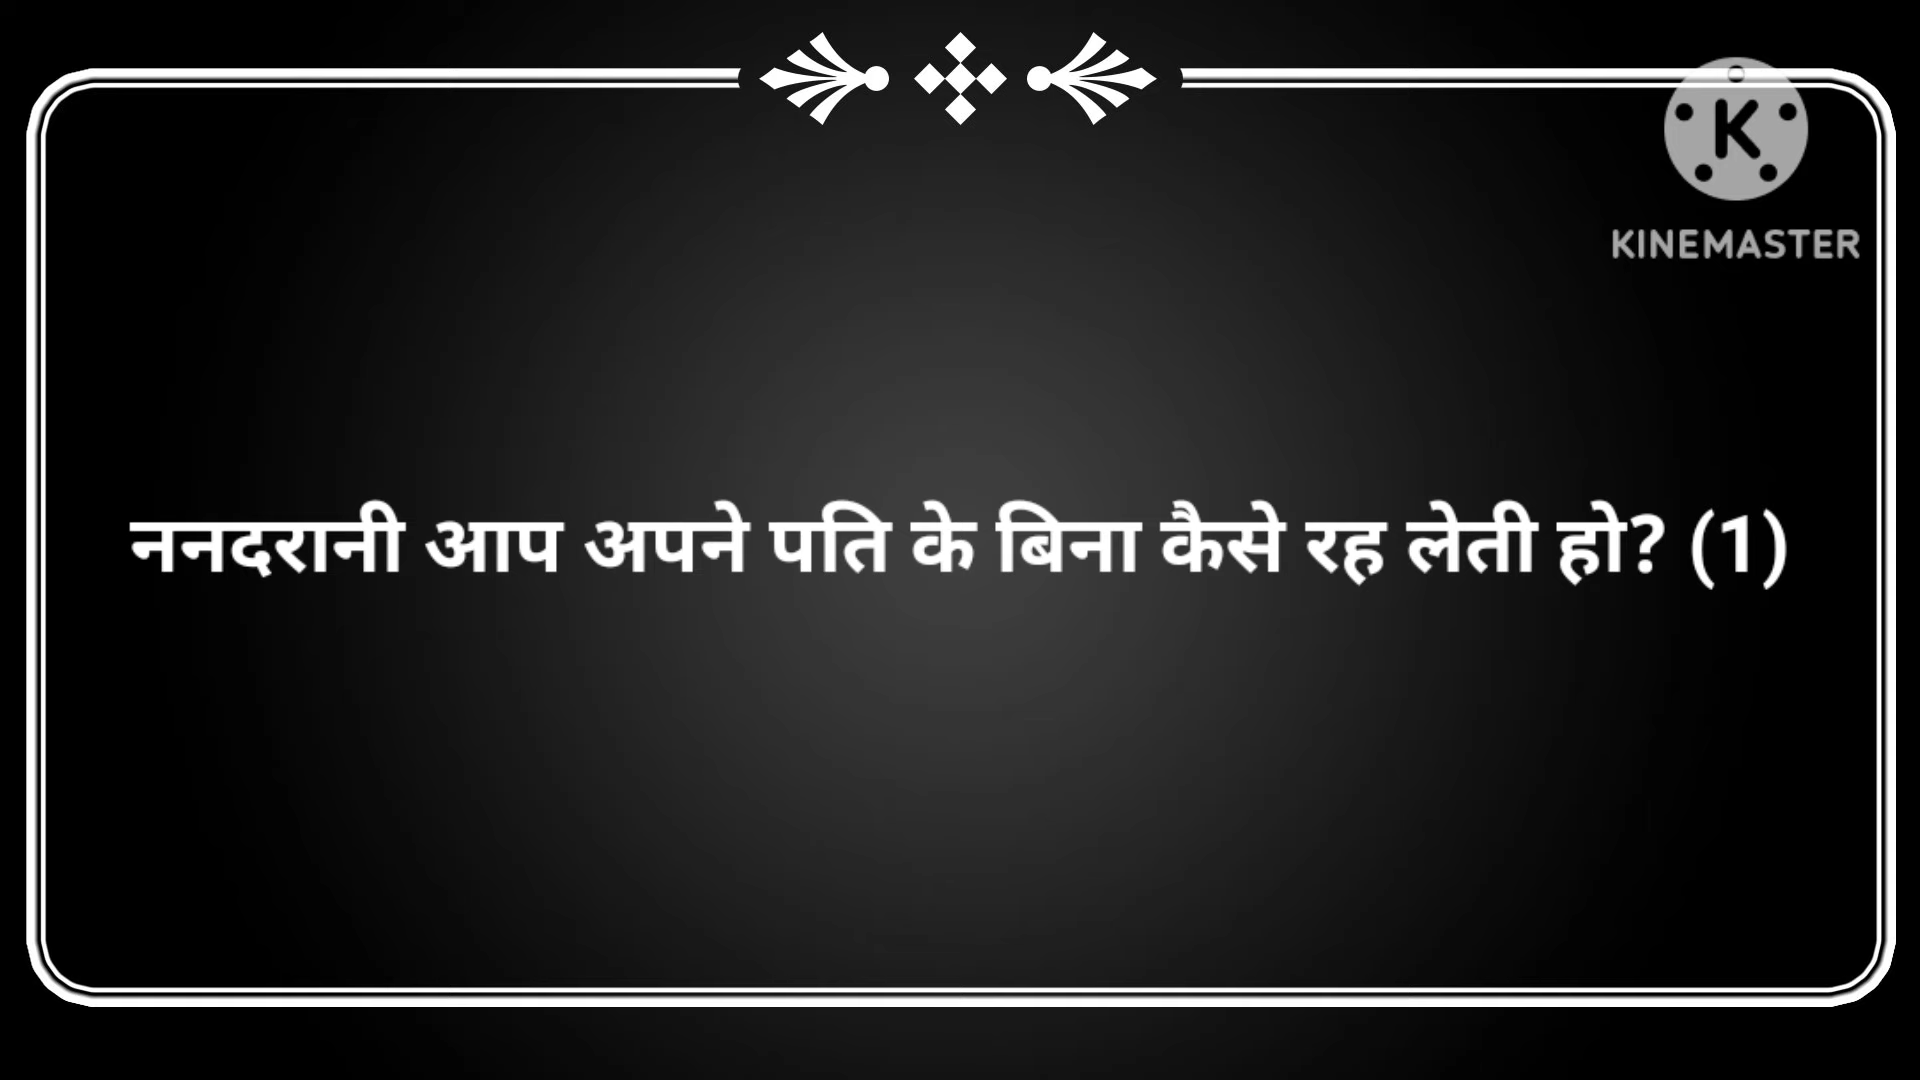 KINEMASTER
ननदरानी आप अपने पति के बिना कैसे रह लेती हो? (1)